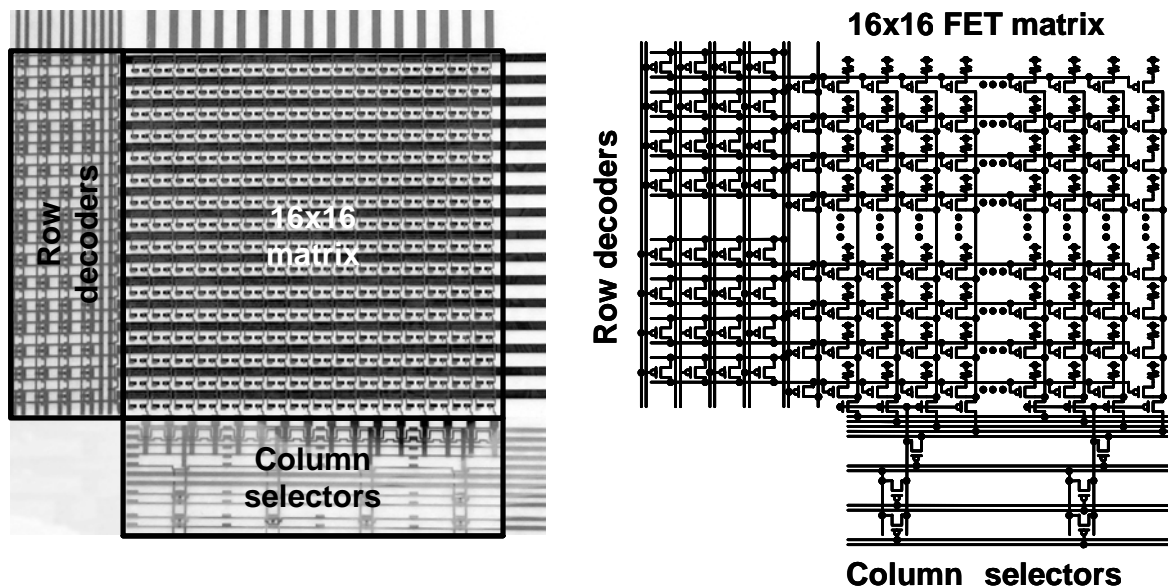 Row
decoders
16x16
matrix
Column
selectors
16x16 FET matrix
Row decoders
Column selectors